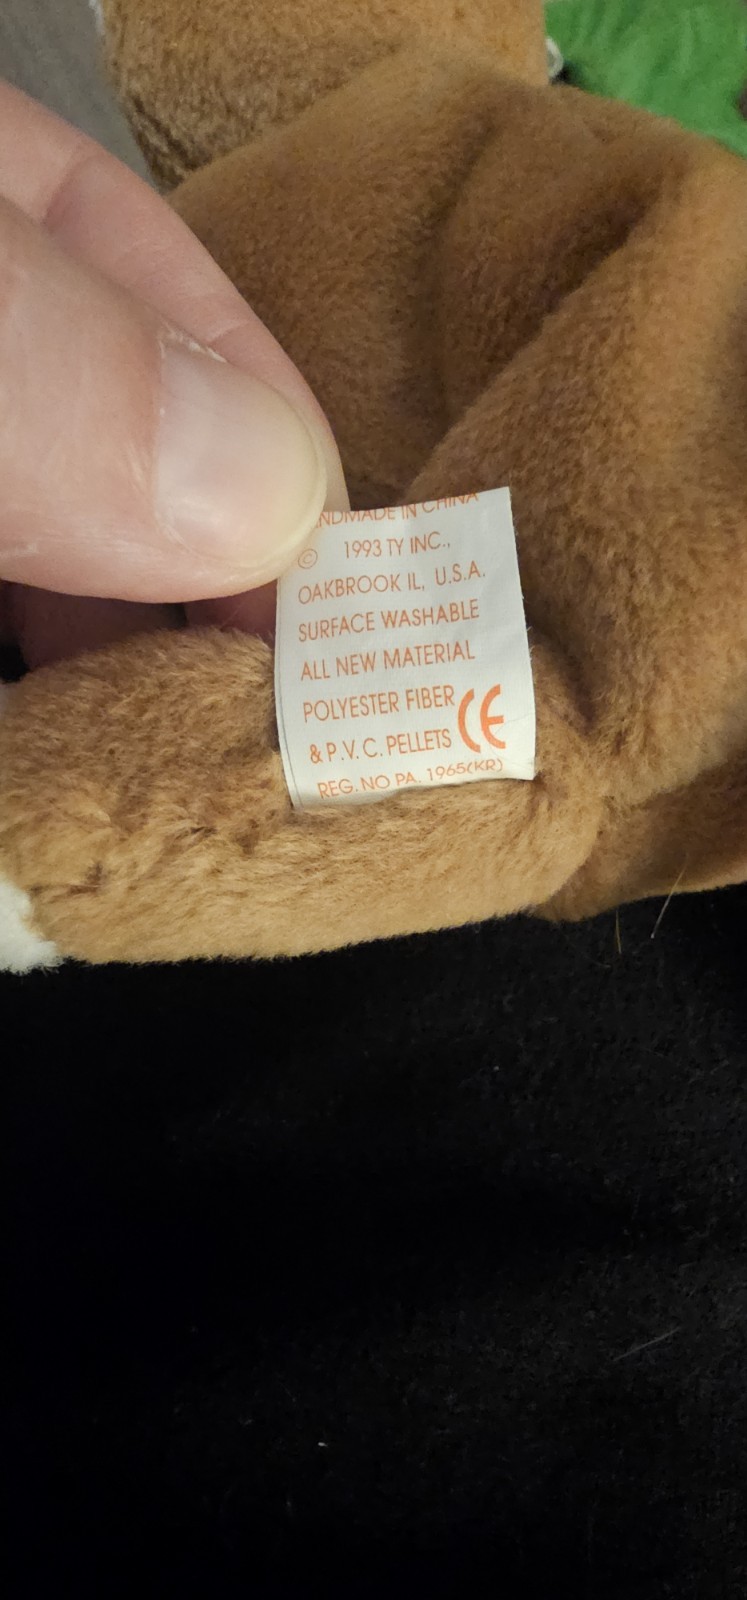 NDMADE IN CHINA
© 1993 TY INC.,
OAKBROOK IL, U.S.A.
SURFACE WASHABLE
ALL NEW MATERIAL
POLYESTER FIBER
& P.V.C. PELLETS CE
REG. NO PA. 1965(KR)